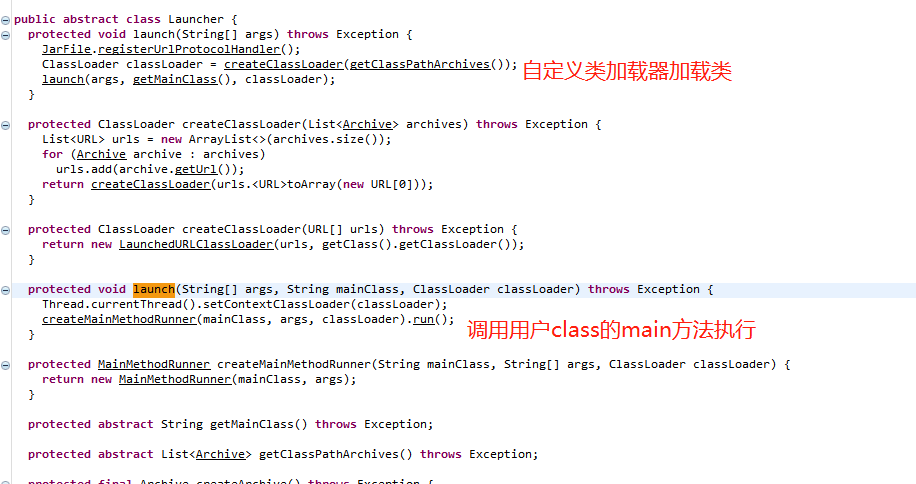 public abstract class Launcher {
protected void launch(String[] args) throws Exception {
JarFile.registerUrlProtocolHandler();
ClassLoader classLoader = createClassLoader(getClassPathArchives());
自定义类加载器加载类
launch(args, getMainClass(), classLoader);
}
protected ClassLoader createClassLoader(List<Archive> archives) throws Exception {
List<URL> urls = new ArrayList<>(archives.size());
for (Archive archive : archives)
urls.add(archive.getUrl());
return createClassLoader(urls.<URL>toArray(new URL[0]));
}
protected ClassLoader createClassLoader(URL[] urls) throws Exception {
return new LaunchedURLClassLoader(urls, getClass().getClassLoader());
}
protected void launch(String[] args, String mainClass, ClassLoader classLoader) throws Exception {
Thread.currentThread().setContextClassLoader(classLoader);
createMainMethodRunner(mainClass, args, classLoader).run();
调用用户class的main方法执行
}
protected MainMethodRunner createMainMethodRunner(String mainClass, String[] args, ClassLoader classLoader) {
return new MainMethodRunner(mainClass, args);
}
protected abstract String getMainClass() throws Exception;
protected abstract List<Archive> getClassPathArchives() throws Exception;
protected final Archive createArchive() throws Exception {